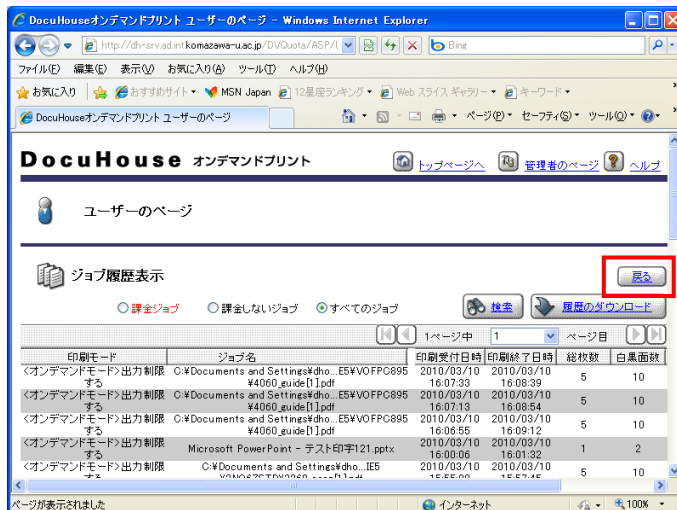 DocuHouseオンデマンドプリント ユーザーのページ - Windows Internet Explorer
http://dh-srv.ad.int.komazawa-u.ac.jp/DVQuota/ASP/L
Bing
ファイル(F) 編集(E) 表示(V) お気に入り(A) ツール(T) ヘルプ(H)
お気に入り おすすめサイト MSN Japan 12星座ランキング Web スライス ギャラリー キーワード
DocuHouseオンデマンドプリント ユーザーのページ ページ(P) セーフティ(S) ツール(O)
DocuHouse オンデマンドプリント トップページへ 管理者のページ ヘルプ
ユーザーのページ
ジョブ履歴表示 戻る
課金ジョブ 課金しないジョブ すべてのジョブ 検索 履歴のダウンロード
1ページ中 1 ページ目
印刷モード ジョブ名 印刷受付日時 印刷終了日時 総枚数 白黒面数
<オンデマンドモード>出力制限 C:¥Documents and Settings¥dho...E5¥VOFPC895 2010/03/10 2010/03/10 5 10
する ¥4060_guide[1].pdf 16:07:33 16:08:39
<オンデマンドモード>出力制限 C:¥Documents and Settings¥dho...E5¥VOFPC895 2010/03/10 2010/03/10 5 10
する ¥4060_guide[1].pdf 16:07:13 16:08:54
<オンデマンドモード>出力制限 C:¥Documents and Settings¥dho...E5¥VOFPC895 2010/03/10 2010/03/10 5 10
する ¥4060_guide[1].pdf 16:06:55 16:09:12
<オンデマンドモード>出力制限 Microsoft PowerPoint - テスト印字121.pptx 2010/03/10 2010/03/10 1 2
する 16:00:06 16:01:32
<オンデマンドモード>出力制限 C:¥Documents and Settings¥dho...IE5 2010/03/10 2010/03/10 5 10
ページが表示されました インターネット 100%